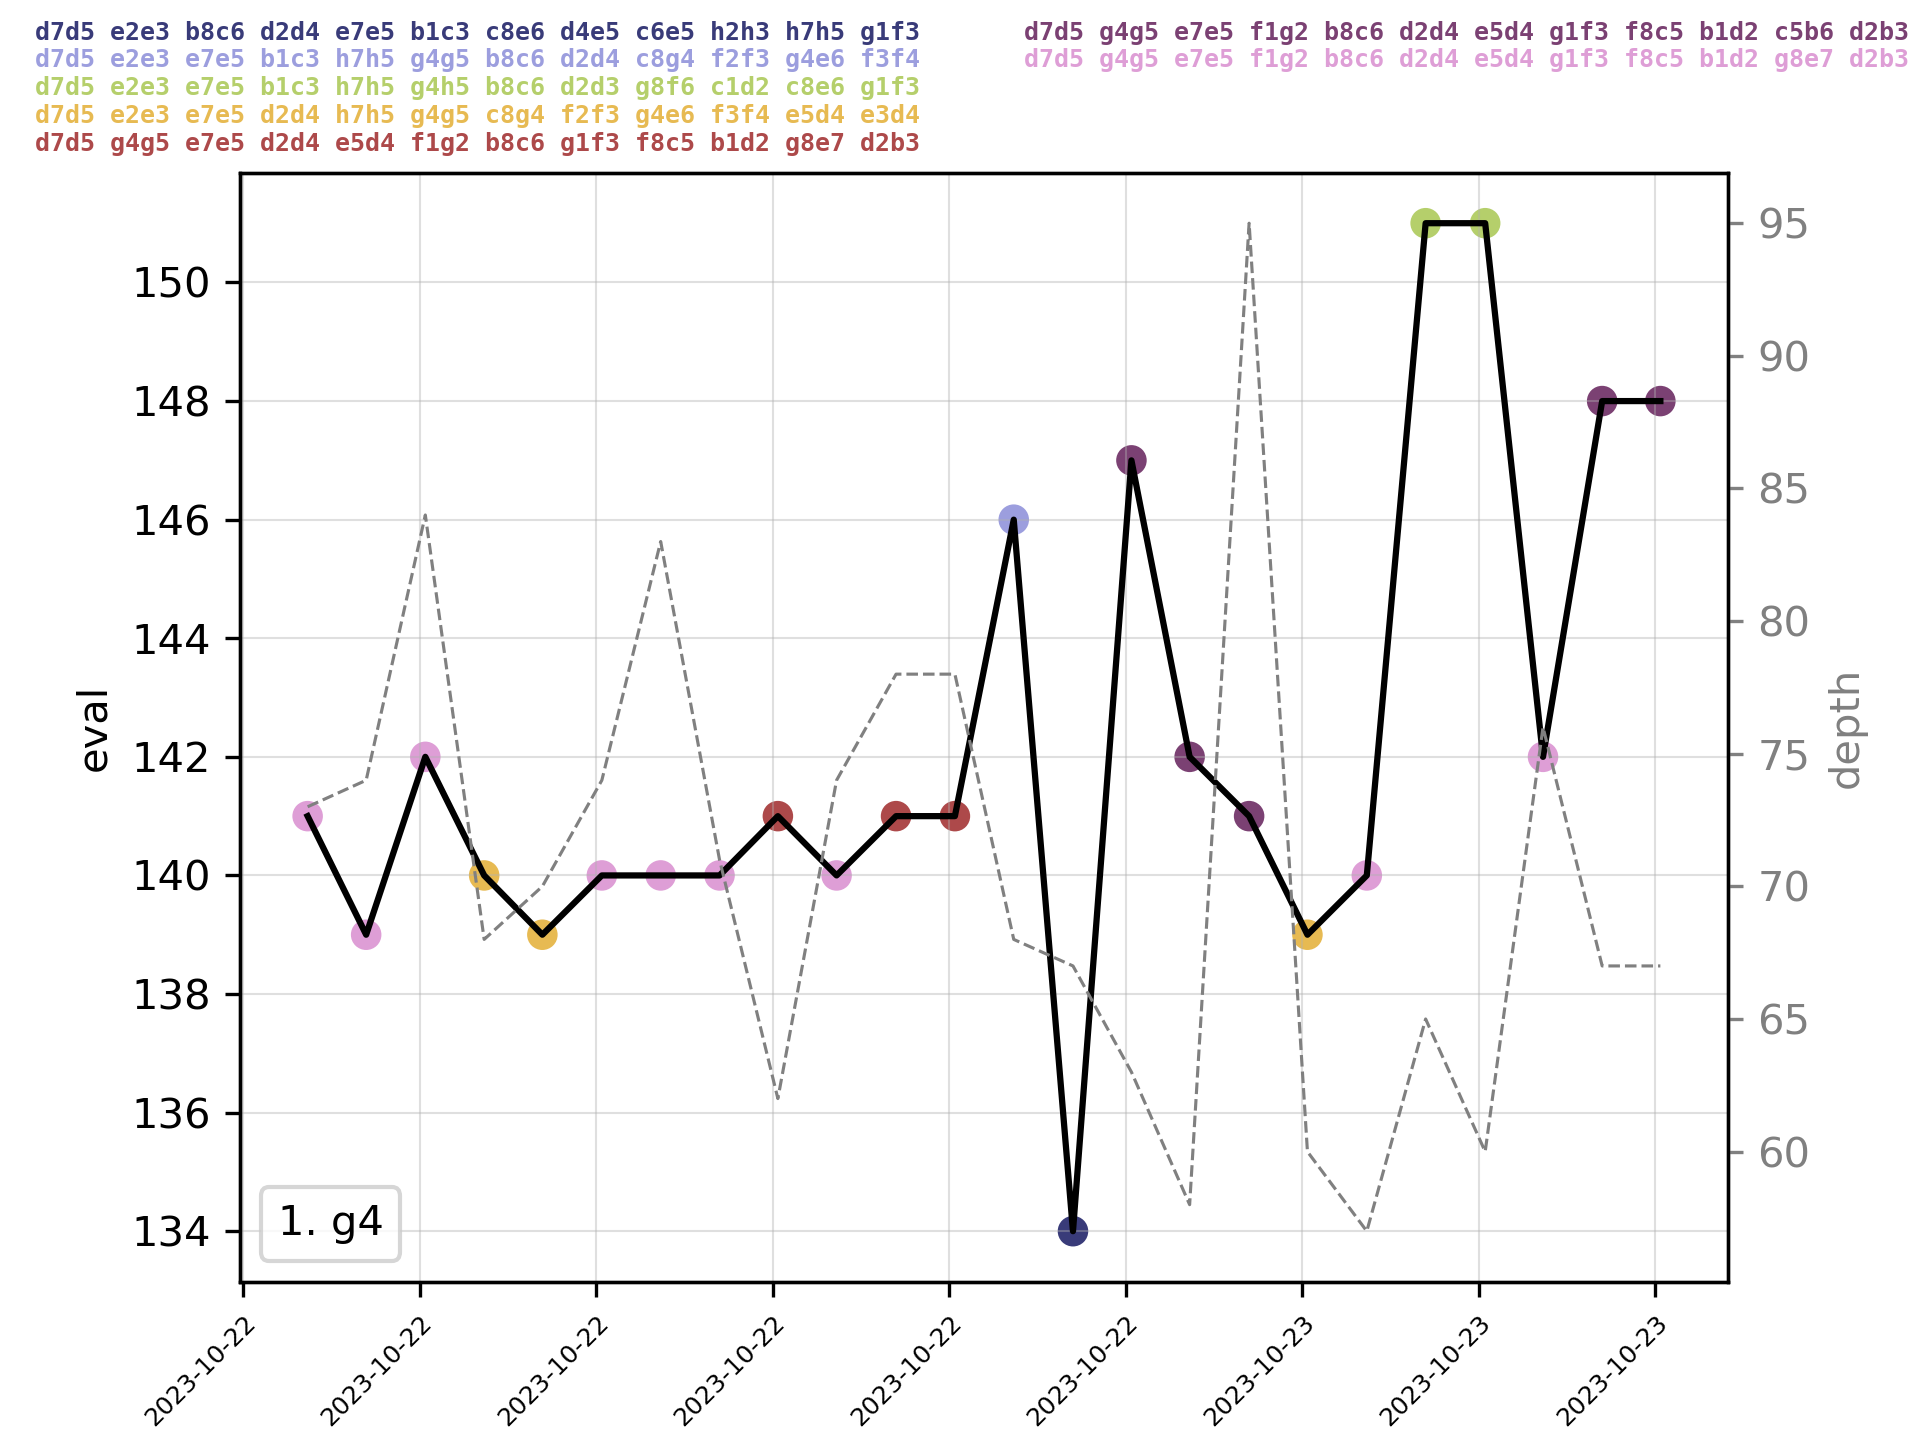 d7d5 e2e3 b8c6 d2d4 e7e5 b1c3 c8e6 d4e5 c6e5 h2h3 h7h5 g1f3
d7d5 e2e3 e7e5 b1c3 h7h5 g4g5 b8c6 d2d4 c8g4 f2f3 g4e6 f3f4
d7d5 e2e3 e7e5 b1c3 h7h5 g4h5 b8c6 d2d3 g8f6 c1d2 c8e6 g1f3
d7d5 e2e3 e7e5 d2d4 h7h5 g4g5 c8g4 f2f3 g4e6 f3f4 e5d4 e3d4
d7d5 g4g5 e7e5 d2d4 e5d4 f1g2 b8c6 g1f3 f8c5 b1d2 g8e7 d2b3
d7d5 g4g5 e7e5 f1g2 b8c6 d2d4 e5d4 g1f3 f8c5 b1d2 c5b6 d2b3
d7d5 g4g5 e7e5 f1g2 b8c6 d2d4 e5d4 g1f3 f8c5 b1d2 g8e7 d2b3
eval
150
148
146
144
142
140
138
136
134
1. g4
95
90
85
80
75
70
65
60
depth
2023-10-22
2023-10-22
2023-10-22
2023-10-22
2023-10-22
2023-10-22
2023-10-23
2023-10-23
2023-10-23